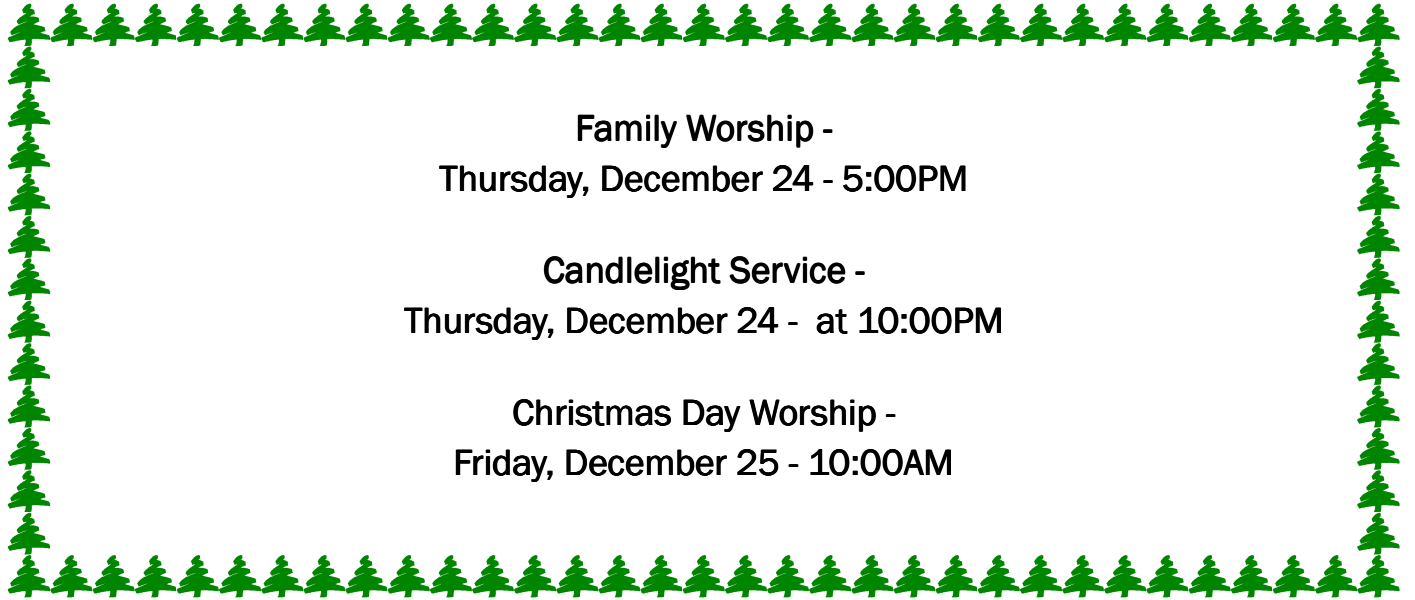 Family Worship -
Thursday, December 24 - 5:00PM
Candlelight Service -
Thursday, December 24 -  at 10:00PM
Christmas Day Worship -
Friday, December 25 - 10:00AM